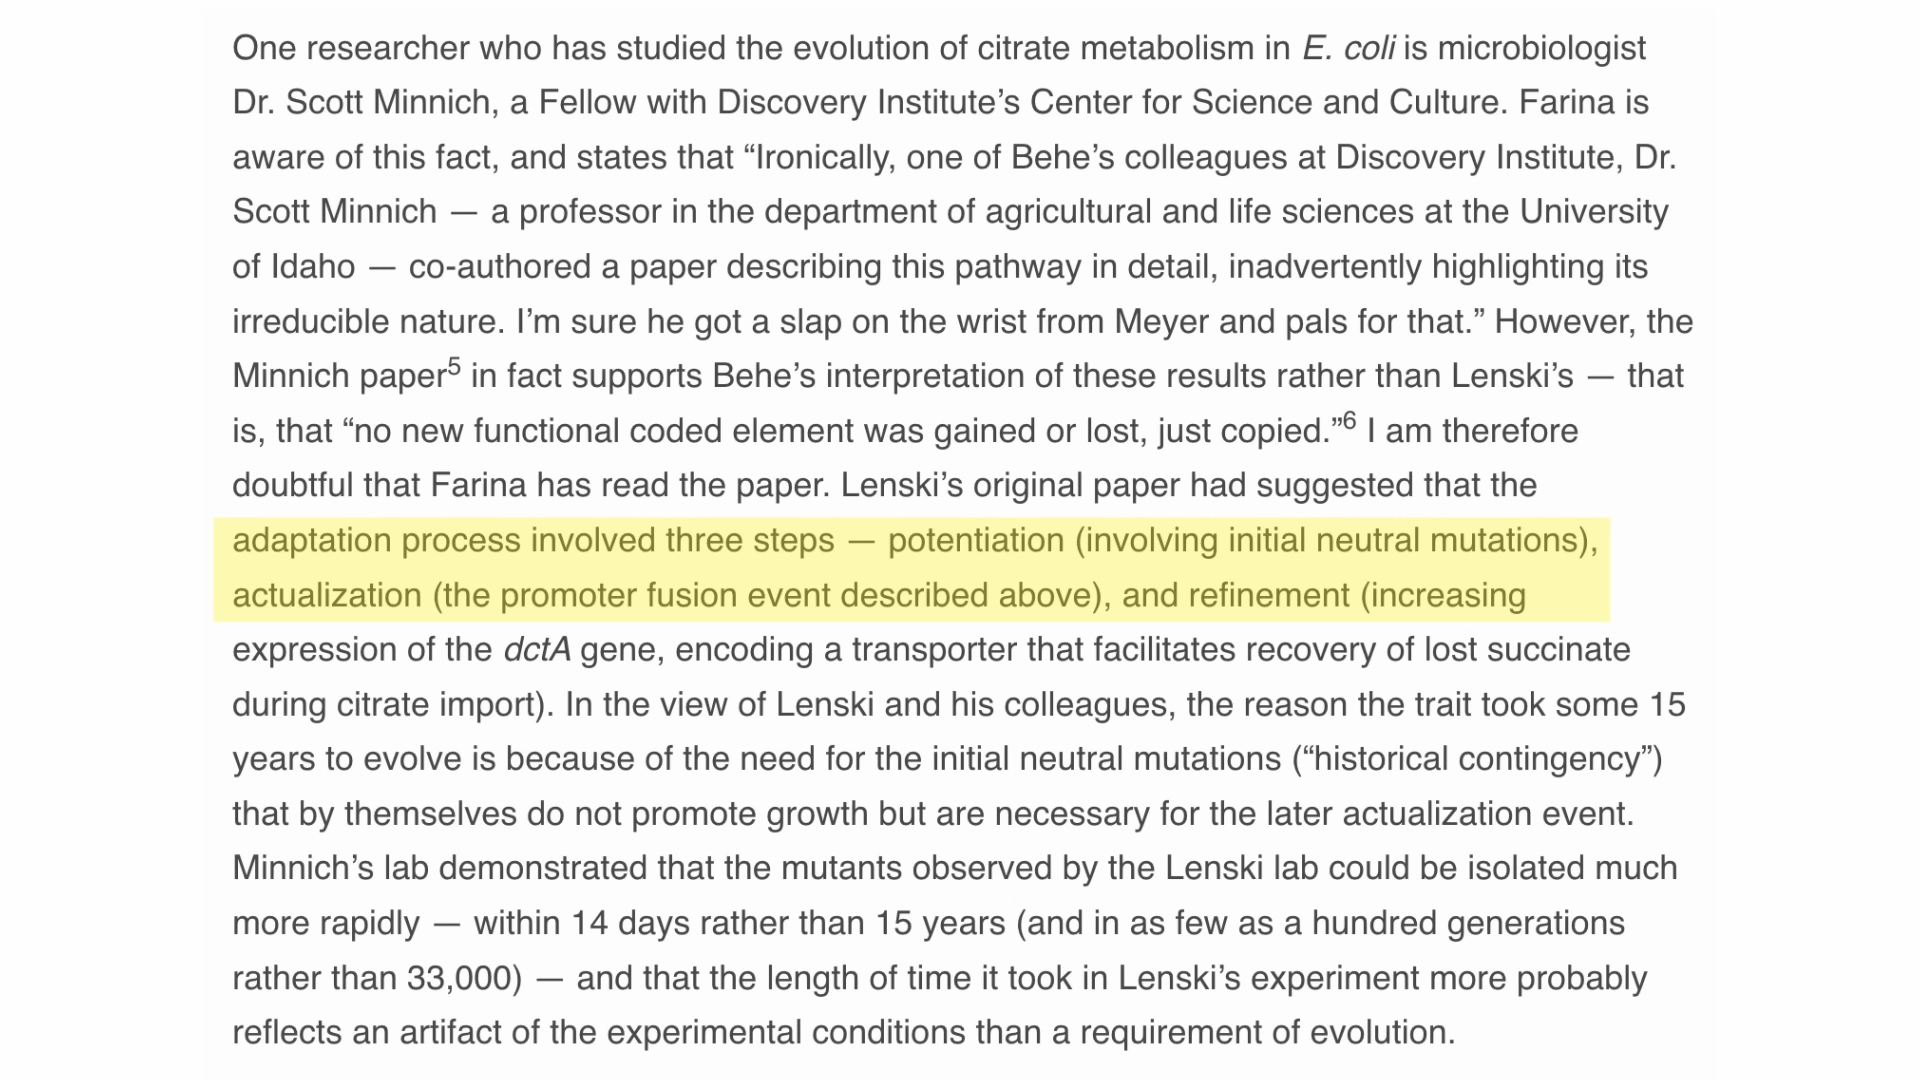 One researcher who has studied the evolution of citrate metabolism in E. coli is microbiologist
Dr. Scott Minnich, a Fellow with Discovery Institute’s Center for Science and Culture. Farina is
aware of this fact, and states that “Ironically, one of Behe’s colleagues at Discovery Institute, Dr.
Scott Minnich — a professor in the department of agricultural and life sciences at the University
of Idaho — co-authored a paper describing this pathway in detail, inadvertently highlighting its
irreducible nature. I’m sure he got a slap on the wrist from Meyer and pals for that.” However, the
Minnich paper5 in fact supports Behe’s interpretation of these results rather than Lenski’s — that
is, that “no new functional coded element was gained or lost, just copied.”6 I am therefore
doubtful that Farina has read the paper. Lenski’s original paper had suggested that the
adaptation process involved three steps — potentiation (involving initial neutral mutations),
actualization (the promoter fusion event described above), and refinement (increasing
expression of the dctA gene, encoding a transporter that facilitates recovery of lost succinate
during citrate import). In the view of Lenski and his colleagues, the reason the trait took some 15
years to evolve is because of the need for the initial neutral mutations (“historical contingency”)
that by themselves do not promote growth but are necessary for the later actualization event.
Minnich’s lab demonstrated that the mutants observed by the Lenski lab could be isolated much
more rapidly — within 14 days rather than 15 years (and in as few as a hundred generations
rather than 33,000) — and that the length of time it took in Lenski’s experiment more probably
reflects an artifact of the experimental conditions than a requirement of evolution.